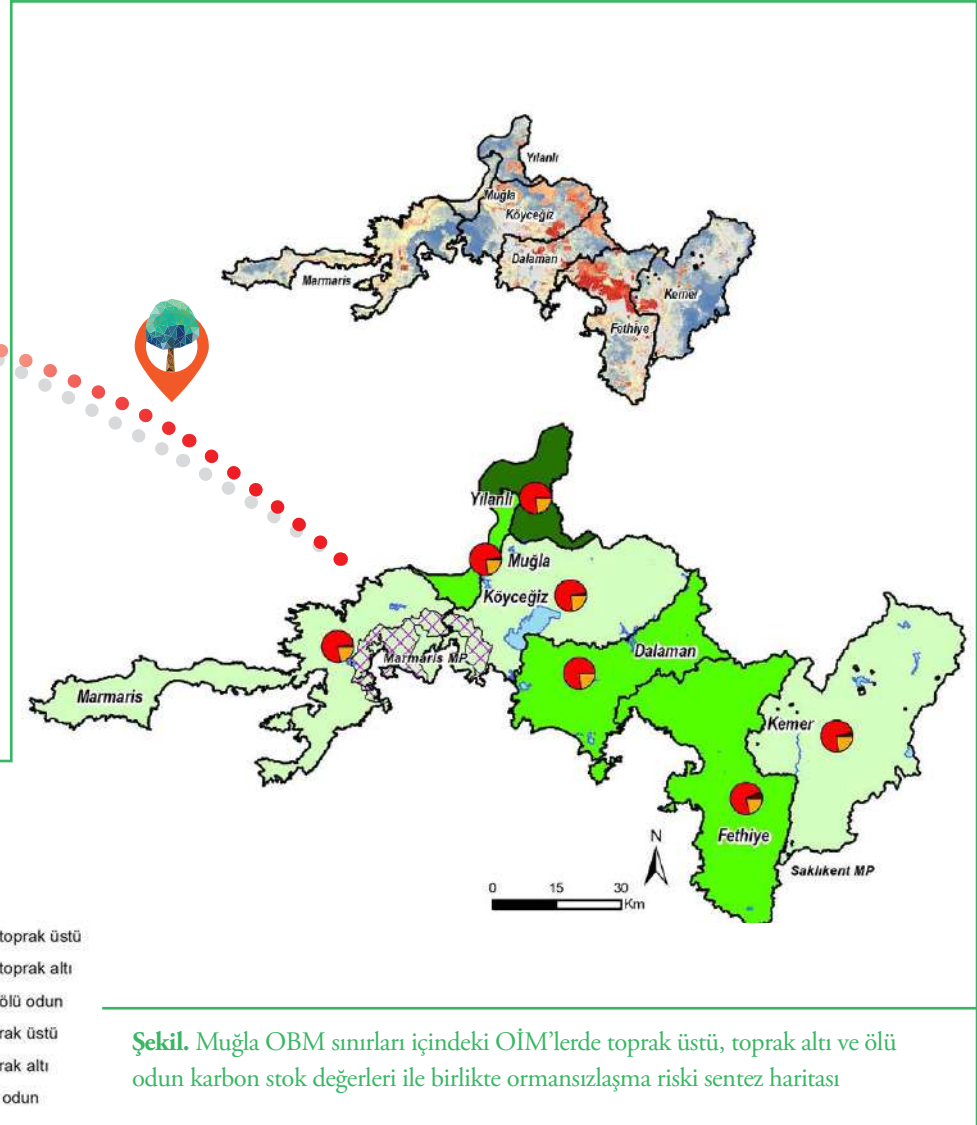 Yılanlı
Muğla
Köyceğiz
Dalaman
Marmaris
Kemer
Fethiye
Yılanlı
Muğla
Köyceğiz
Dalaman
Marmaris MP
Marmaris
Kemer
Fethiye
Saklıkent MP
N
0 15 30
Km
toprak üstü
toprak altı
ölü odun
rak üstü
rak altı
odun
Şekil. Muğla OBM sınırları içindeki OİM’lerde toprak üstü, toprak altı ve ölü
odun karbon stok değerleri ile birlikte ormansızlaşma riski sentez haritası